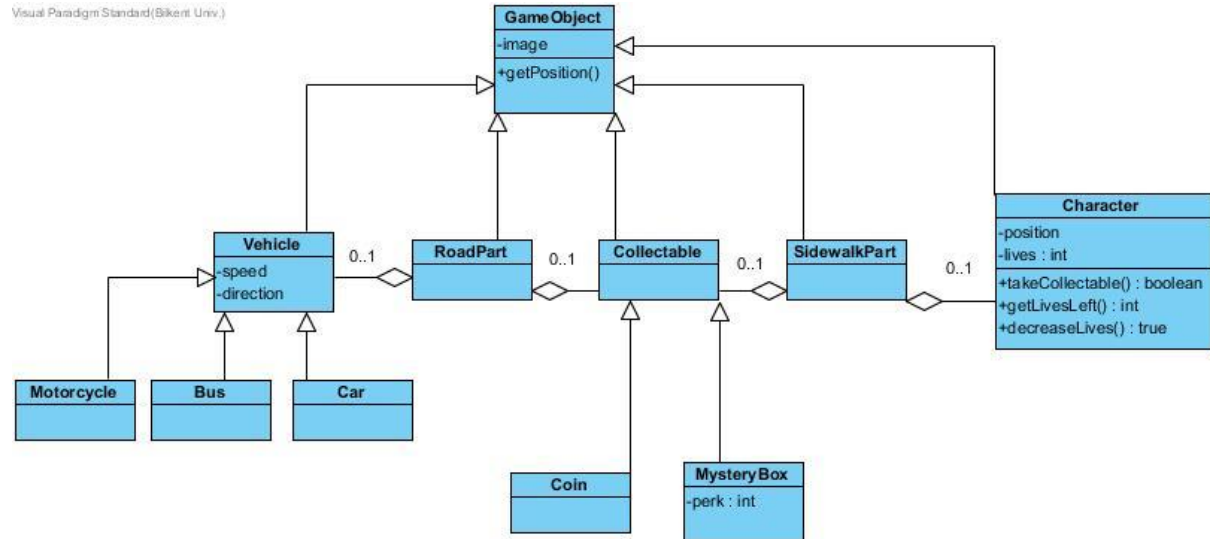 Visual Paradigm Standard(Bilkent Univ.)
GameObject
-image
+getPosition()
Character
-position
-lives : int
+takeCollectable() : boolean
+getLivesLeft() : int
+decreaseLives() : true
Vehicle
-speed
-direction
0..1
RoadPart
0..1
Collectable
0..1
SidewalkPart
0..1
Motorcycle
Bus
Car
Coin
MysteryBox
-perk : int